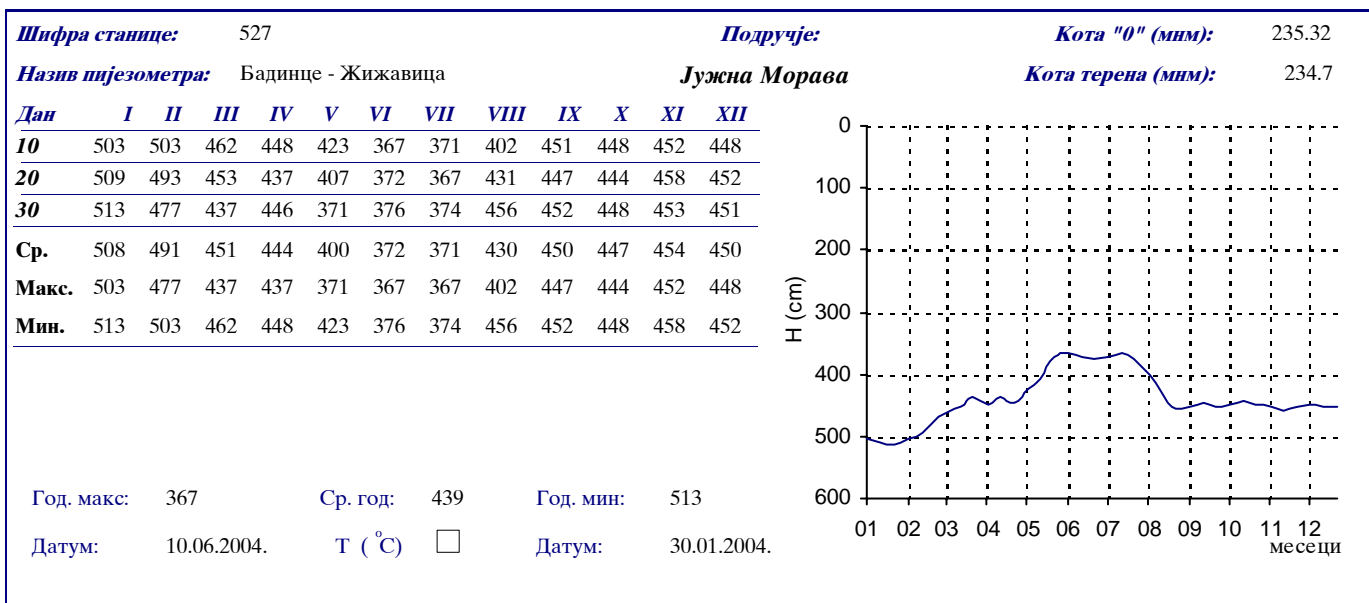 Шифра станице: 527 Подручје: Кота "0" (мнм): 235.32
Назив пијезометра: Бадинце - Жижавица Јужна Морава Кота терена (мнм): 234.7
Дан I II III IV V VI VII VIII IX X XI XII
10 503 503 462 448 423 367 371 402 451 448 452 448
20 509 493 453 437 407 372 367 431 447 444 458 452
30 513 477 437 446 371 376 374 456 452 448 453 451
Ср. 508 491 451 444 400 372 371 430 450 447 454 450
Макс. 503 477 437 437 371 367 367 402 447 444 452 448
Мин. 513 503 462 448 423 376 374 456 452 448 458 452
0
100
200
300
400
500
600
H (cm)
01 02 03 04 05 06 07 08 09 10 11 12
месеци
Год. макс: 367 Ср. год: 439 Год. мин: 513
Датум: 10.06.2004. Т ( °C) Датум: 30.01.2004.